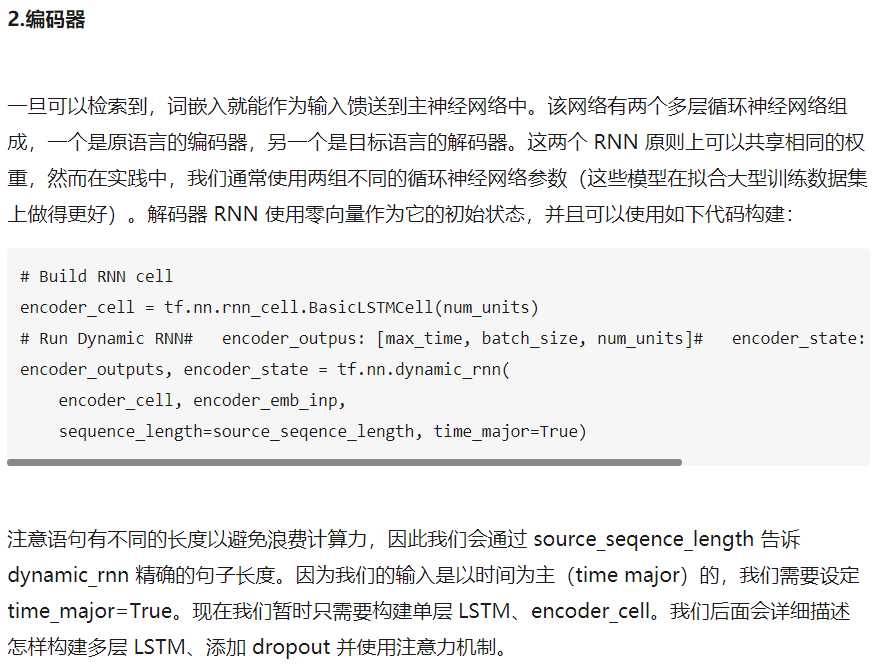 2.编码器
一旦可以检索到，词嵌入就能作为输入馈送到主神经网络中。该网络有两个多层循环神经网络组
成，一个是原语言的编码器，另一个是目标语言的解码器。这两个 RNN 原则上可以共享相同的权
重，然而在实践中，我们通常使用两组不同的循环神经网络参数（这些模型在拟合大型训练数据集
上做得更好）。解码器 RNN 使用零向量作为它的初始状态，并且可以使用如下代码构建：
# Build RNN cell
encoder_cell = tf.nn.rnn_cell.BasicLSTMCell(num_units)
# Run Dynamic RNN#   encoder_outpus: [max_time, batch_size, num_units]#   encoder_state:
encoder_outputs, encoder_state = tf.nn.dynamic_rnn(
    encoder_cell, encoder_emb_inp,
    sequence_length=source_seqence_length, time_major=True)
注意语句有不同的长度以避免浪费计算力，因此我们会通过 source_seqence_length 告诉
dynamic_rnn 精确的句子长度。因为我们的输入是以时间为主（time major）的，我们需要设定
time_major=True。现在我们暂时只需要构建单层 LSTM、encoder_cell。我们后面会详细描述
怎样构建多层 LSTM、添加 dropout 并使用注意力机制。